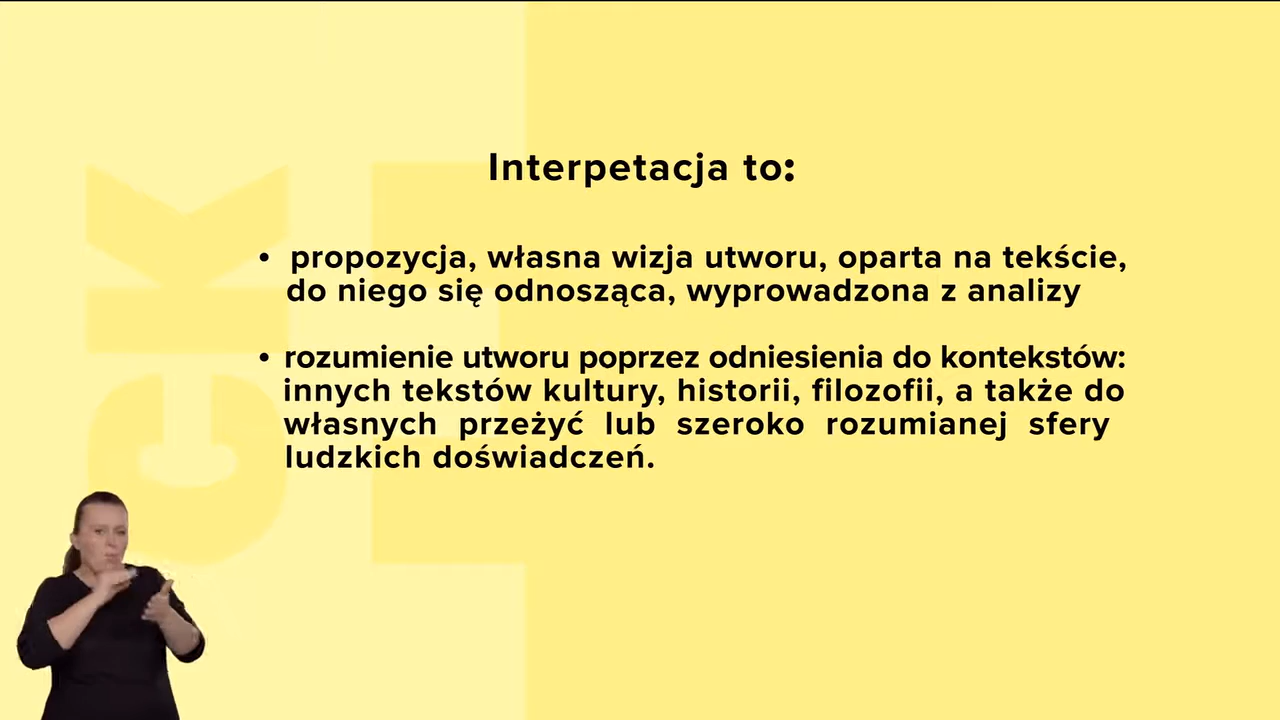 Interpetacja to:
• propozycja, własna wizja utworu, oparta na tekście,
do niego się odnosząca, wyprowadzona z analizy
• rozumienie utworu poprzez odniesienia do kontekstów:
innych tekstów kultury, historii, filozofii, a także do
własnych przeżyć lub szeroko rozumianej sfery
ludzkich doświadczeń.